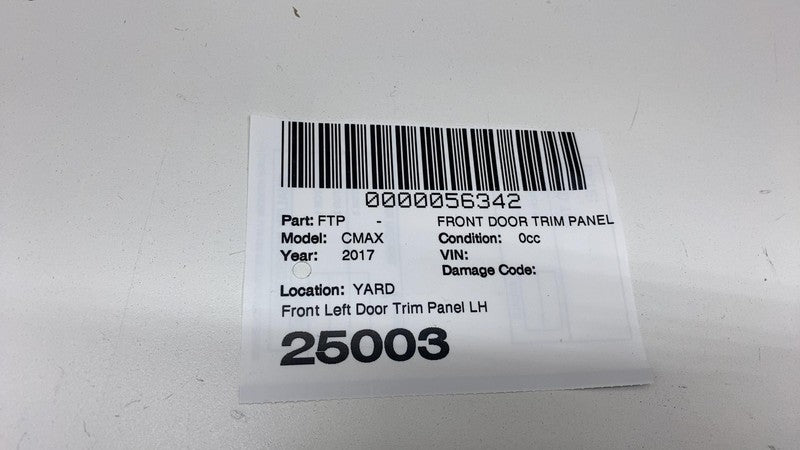 0000056342
Part: FTP - FRONT DOOR TRIM PANEL
Model: CMAX Condition: 0cc
Year: 2017 VIN:
Damage Code:
Location: YARD
Front Left Door Trim Panel LH
25003